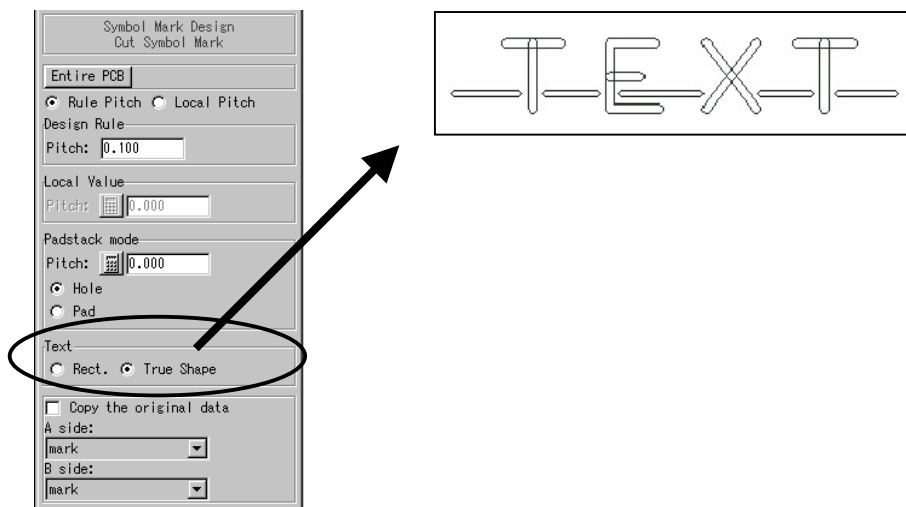 Symbol Mark Design
Cut Symbol Mark
Entire PCB
Rule Pitch Local Pitch
Design Rule
Pitch: 0.100
Local Value
Pitch: 0.000
Padstack mode
Pitch: 0.000
Hole
Pad
Text
Rect. True Shape
Copy the original data
A side:
mark
B side:
mark
TEXT